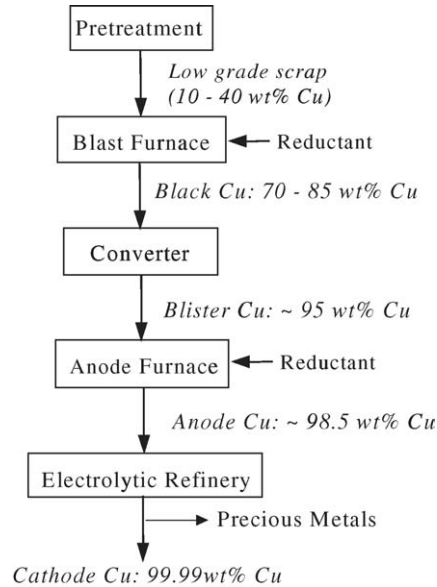 Pretreatment
Low grade scrap
(10 - 40 wt% Cu)
Blast Furnace
Reductant
Black Cu: 70 - 85 wt% Cu
Converter
Blister Cu: ~ 95 wt% Cu
Anode Furnace
Reductant
Anode Cu: ~ 98.5 wt% Cu
Electrolytic Refinery
Precious Metals
Cathode Cu: 99.99wt% Cu